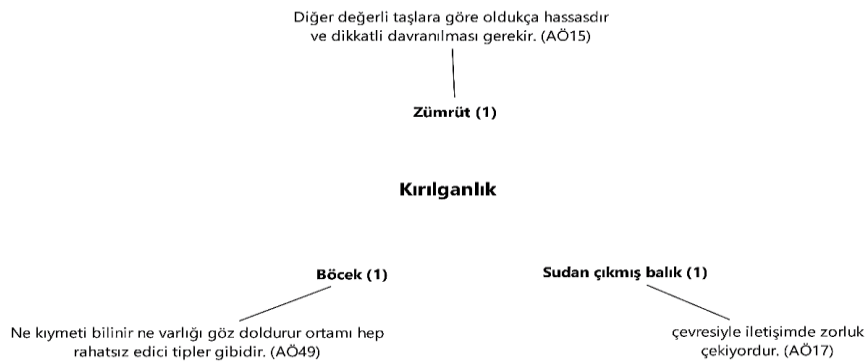 Diğer değerli taşlara göre oldukça hassasdır
ve dikkatli davranılması gerekir. (AÖ15)
Zümrüt (1)
Kırılganlık
Böcek (1)
Sudan çıkmış balık (1)
Ne kıymeti bilinir ne varlığı göz doldurur ortamı hep
rahatsız edici tipler gibidir. (AÖ49)
çevresiyle iletişimde zorluk
çekiyordur. (AÖ17)